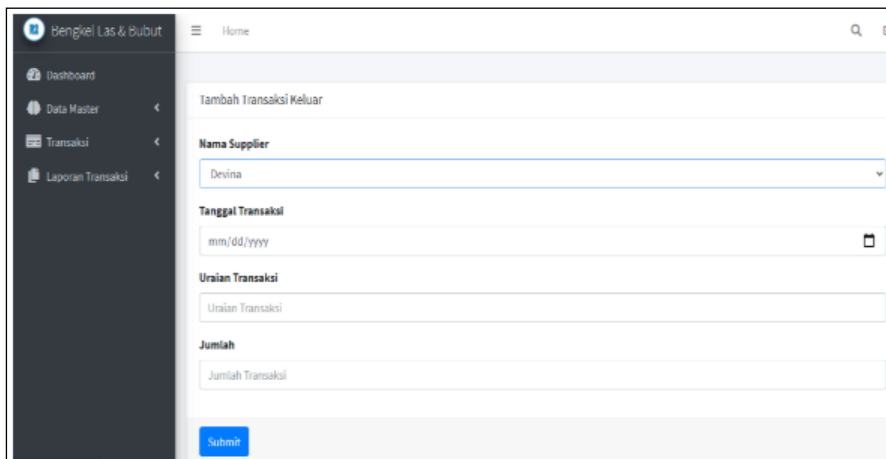 Bengkel Las & Bubut
Home
Dashboard
Data Master
Transaksi
Laporan Transaksi
Tambah Transaksi Keluar
Nama Supplier
Devina
Tanggal Transaksi
mm/dd/yyyy
Uraian Transaksi
Uraian Transaksi
Jumlah
Jumlah Transaksi
Submit